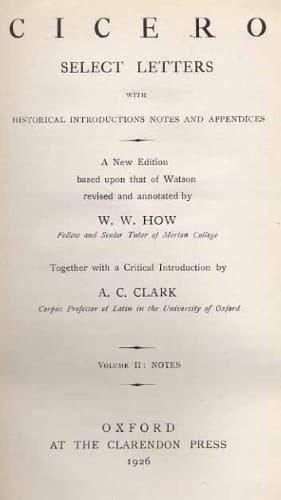 CICERO
SELECT LETTERS
WITH
HISTORICAL INTRODUCTIONS NOTES AND APPENDICES
A New Edition
based upon that of Watson
revised and annotated by
W. W. HOW
Fellow and Senior Tutor of Merton College
Together with a Critical Introduction by
A. C. CLARK
Corpus Professor of Latin in the University of Oxford
VOLUME II: NOTES
OXFORD
AT THE CLARENDON PRESS
1926